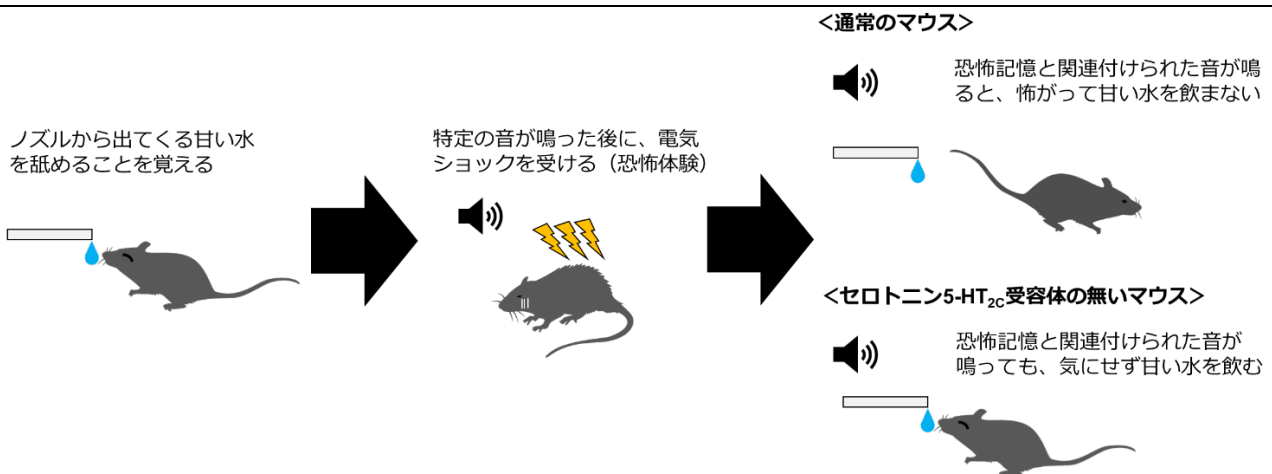 ノズルから出てくる甘い水
を舐めることを覚える
特定の音が鳴った後に、電気
ショックを受ける（恐怖体験）
＜通常のマウス＞
恐怖記憶と関連付けられた音が鳴
ると、怖がって甘い水を飲まない
＜セロトニン5-HT2C受容体の無いマウス＞
恐怖記憶と関連付けられた音が
鳴っても、気にせず甘い水を飲む